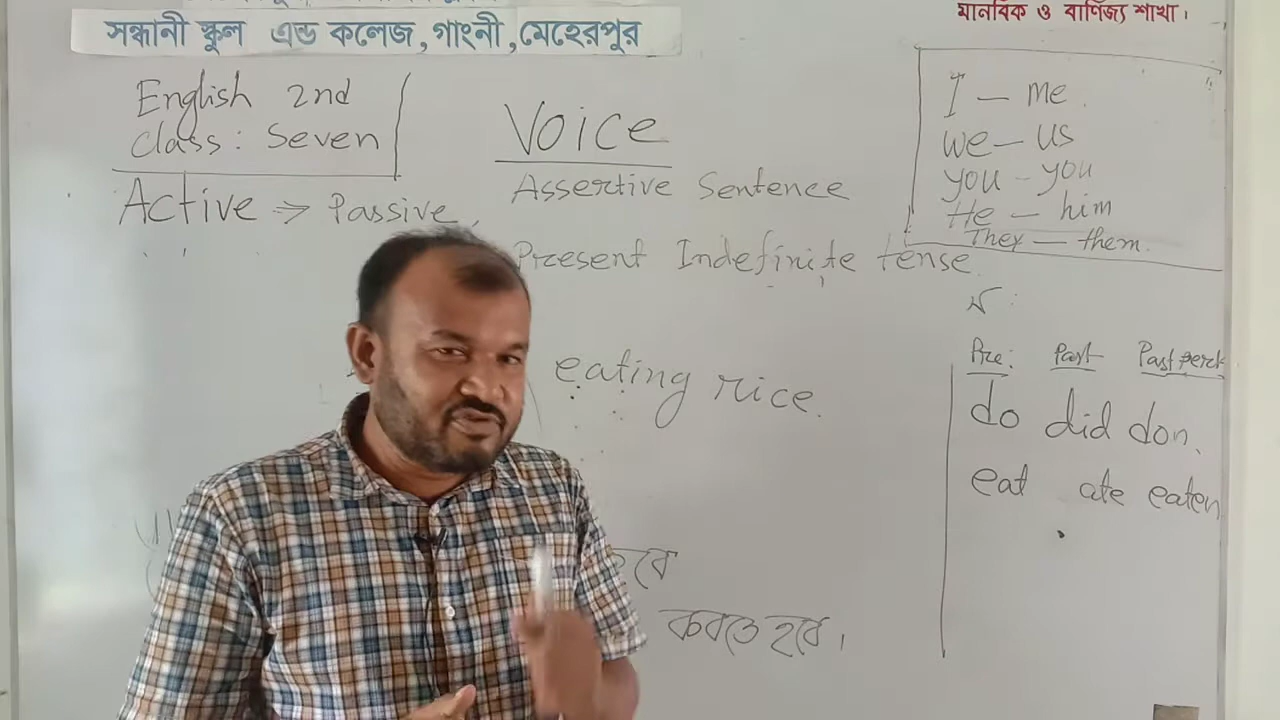 সন্ধানী স্কুল এন্ড কলেজ, গাংনী, মেহেরপুর
মানবিক ও বাণিজ্য শাখা।
English 2nd
class: Seven
Active ⇒ Passive,
Voice
Assertive Sentence
Present Indefinite tense.
eating rice.
করতে হবে।
I — me.
we — us
you - you
He — him
They — them.
Pre: Past Past
do did don
eat ate eaten